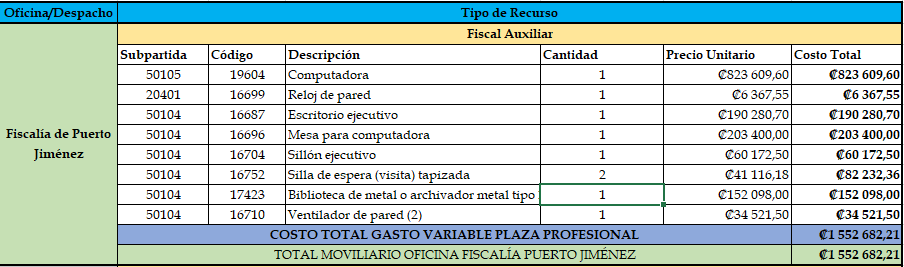 Oficina/Despacho Tipo de Recurso
Fiscal Auxiliar
Subpartida Código Descripción Cantidad Precio Unitario Costo Total
50105 19604 Computadora 1 ₡823 609,60 ₡823 609,60
20401 16699 Reloj de pared 1 ₡6 367,55 ₡6 367,55
50104 16687 Escritorio ejecutivo 1 ₡190 280,70 ₡190 280,70
Fiscalía de Puerto Jiménez 50104 16696 Mesa para computadora 1 ₡203 400,00 ₡203 400,00
50104 16704 Sillón ejecutivo 1 ₡60 172,50 ₡60 172,50
50104 16752 Silla de espera (visita) tapizada 2 ₡41 116,18 ₡82 232,36
50104 17423 Biblioteca de metal o archivador metal tipo 1 ₡152 098,00 ₡152 098,00
50104 16710 Ventilador de pared (2) 1 ₡34 521,50 ₡34 521,50
COSTO TOTAL GASTO VARIABLE PLAZA PROFESIONAL ₡1 552 682,21
TOTAL MOVILIARIO OFICINA FISCALÍA PUERTO JIMÉNEZ ₡1 552 682,21